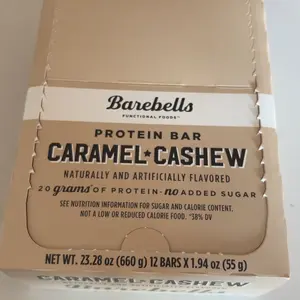 Barebells
FUNCTIONAL FOODS™
PROTEIN BAR
CARAMEL★CASHEW
NATURALLY AND ARTIFICIALLY FLAVORED
20 grams* OF PROTEIN - no ADDED SUGAR
SEE NUTRITION INFORMATION FOR SUGAR AND CALORIE CONTENT.
NOT A LOW OR REDUCED CALORIE FOOD. *38% DV
NET WT. 23.28 OZ (660 g) 12 BARS X 1.94 OZ (55 g)
CARAMEL★CASHEW